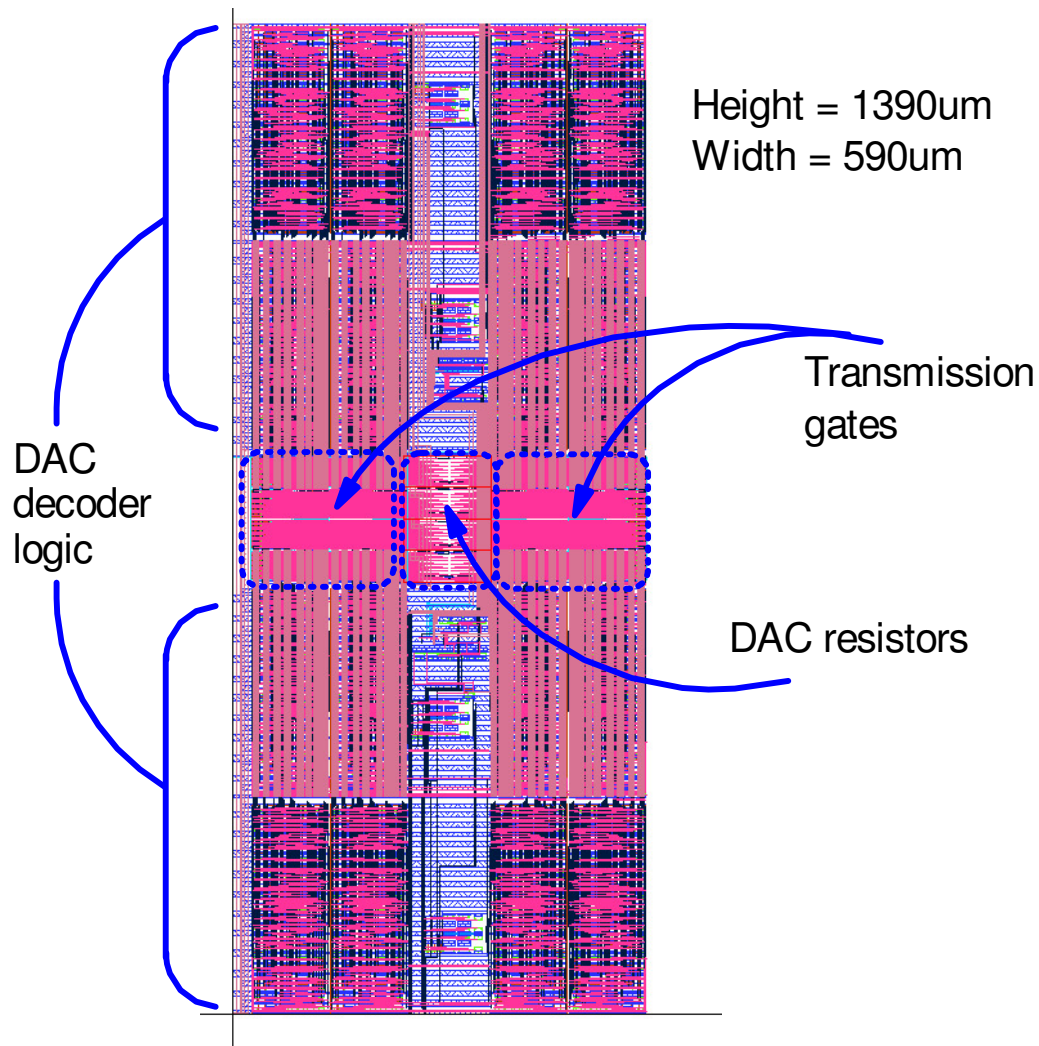 Height = 1390um
Width = 590um
Transmission
gates
DAC
decoder
logic
DAC resistors